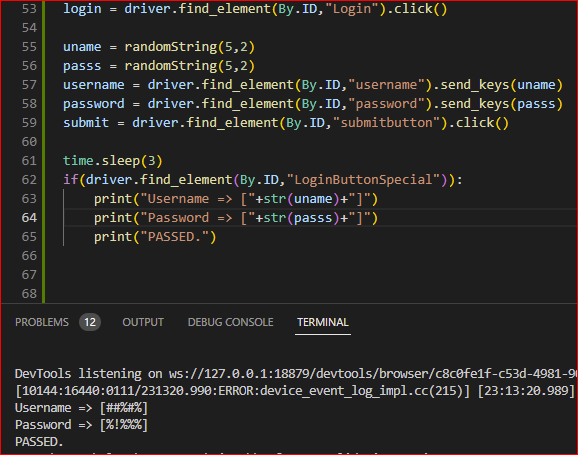 53 login = driver.find_element(By.ID,"Login").click()
54
55 uname = randomString(5,2)
56 passs = randomString(5,2)
57 username = driver.find_element(By.ID,"username").send_keys(uname)
58 password = driver.find_element(By.ID,"password").send_keys(passs)
59 submit = driver.find_element(By.ID,"submitbutton").click()
60
61 time.sleep(3)
62 if(driver.find_element(By.ID,"LoginButtonSpecial")):
63 print("Username => ["+str(uname)+"]")
64 print("Password => ["+str(passs)+"]")
65 print("PASSED.")
66
67
68
PROBLEMS 12 OUTPUT DEBUG CONSOLE TERMINAL
DevTools listening on ws://127.0.0.1:18879/devtools/browser/c8c0fe1f-c53d-4981-9
[10144:16440:0111/231320.990:ERROR:device_event_log_impl.cc(215)] [23:13:20.989]
Username => [##%#%]
Password => [%!%%%]
PASSED.